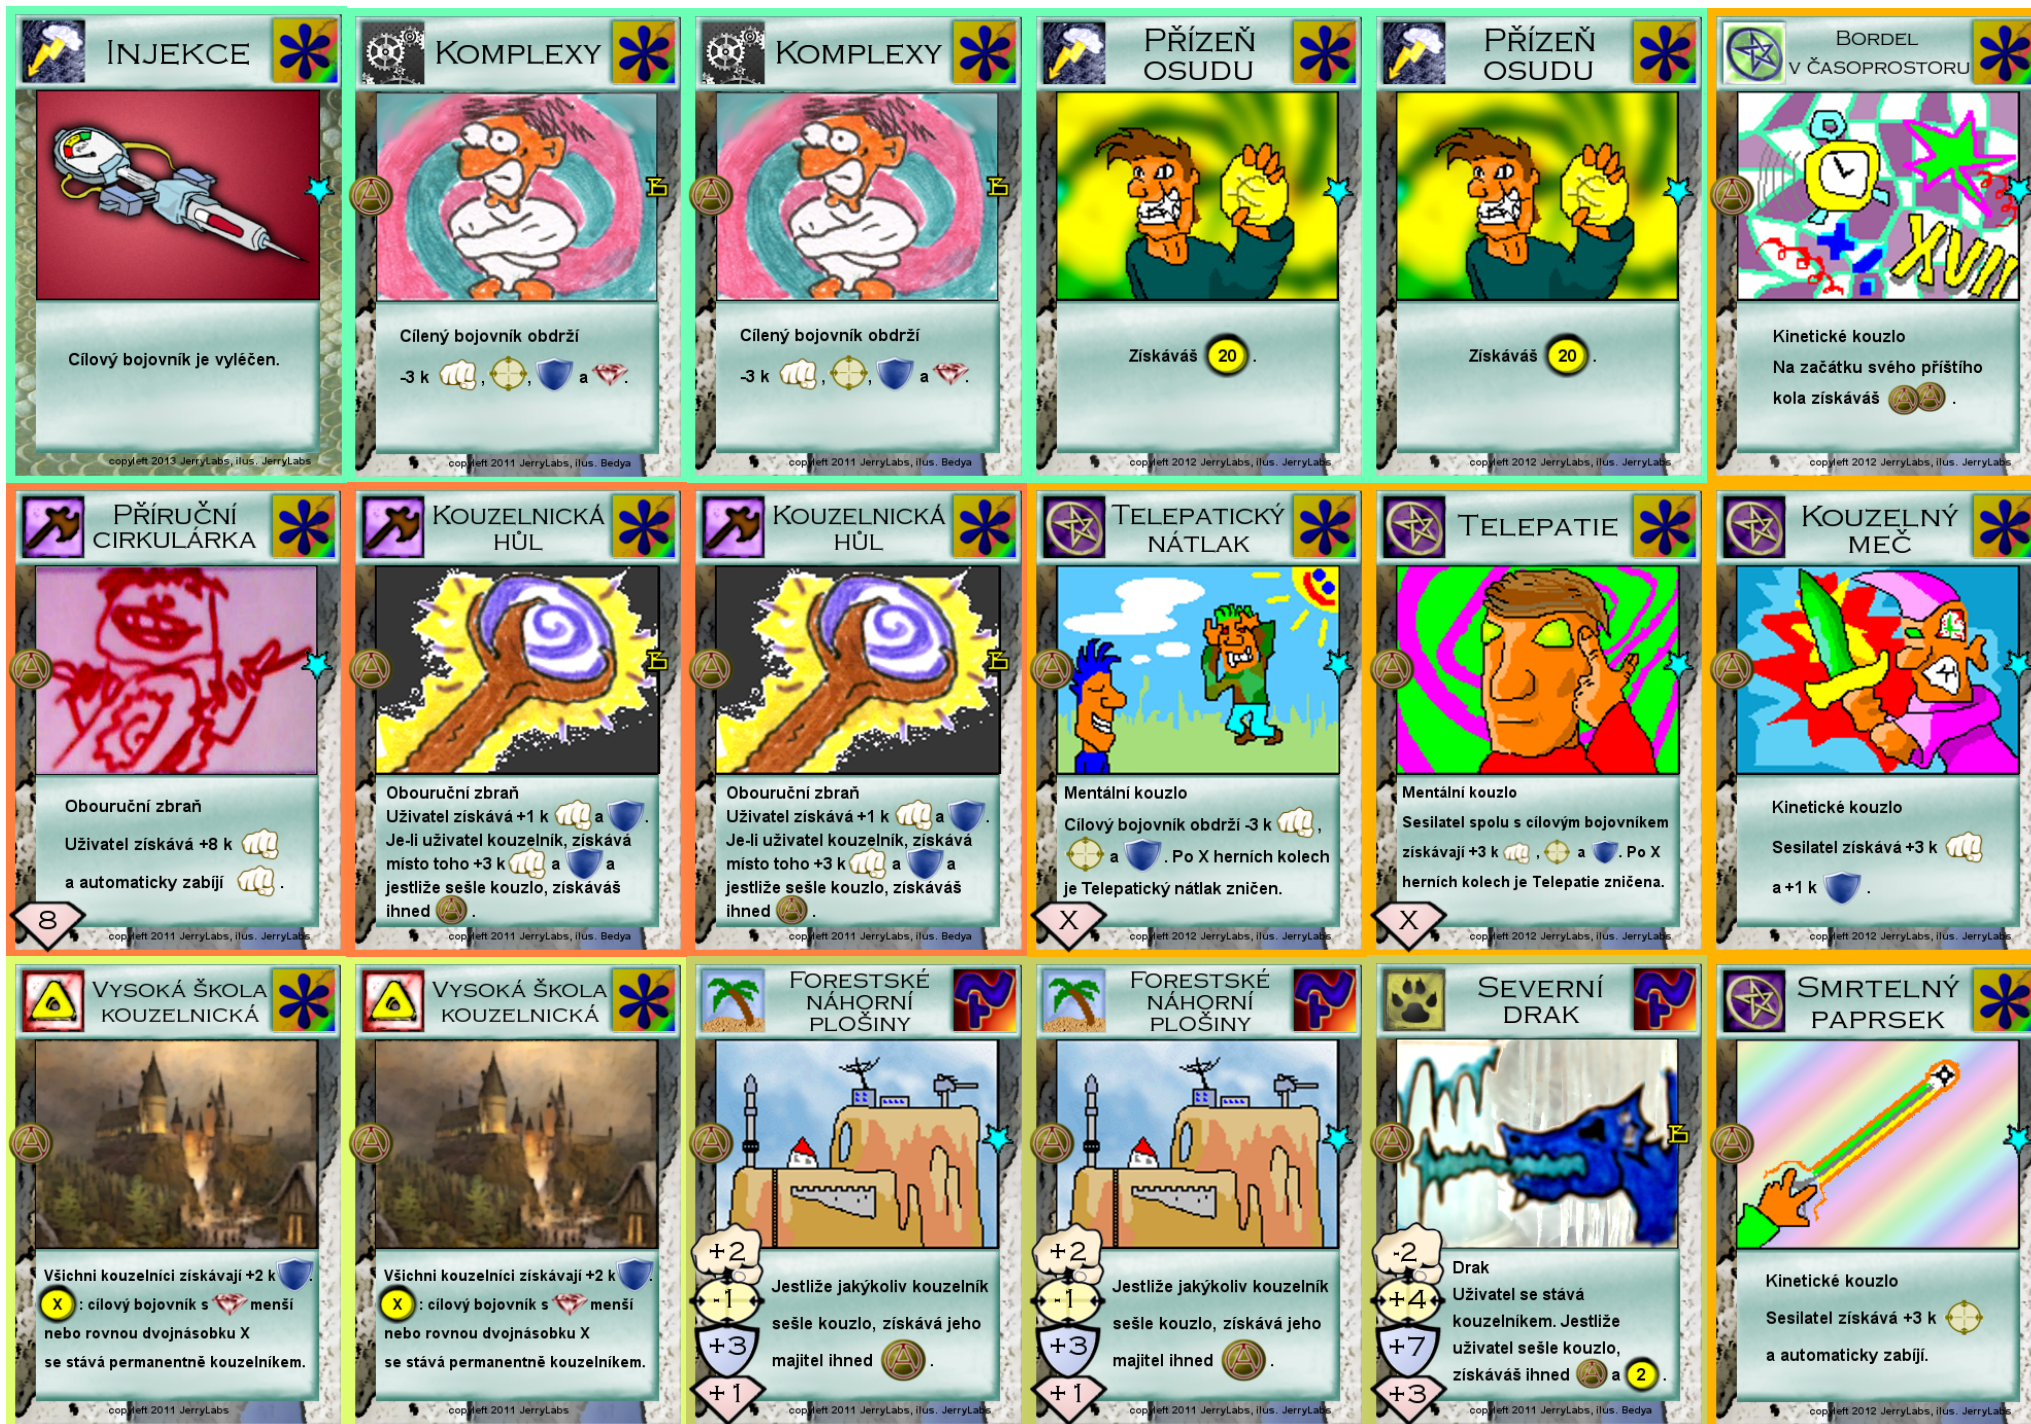 INJEKCE
Cílový bojovník je vyléčen.
copyleft 2013 JerryLabs, ilus. JerryLabs
KOMPLEXY
B
Cílený bojovník obdrží
-3 k , , a .
copyleft 2011 JerryLabs, ilus. Bedya
KOMPLEXY
B
Cílený bojovník obdrží
-3 k , , a .
copyleft 2011 JerryLabs, ilus. Bedya
PŘÍZEŇ
OSUDU
Získáváš 20 .
copyleft 2012 JerryLabs, ilus. JerryLabs
PŘÍZEŇ
OSUDU
Získáváš 20 .
copyleft 2012 JerryLabs, ilus. JerryLabs
BORDEL
V ČASOPROSTORU
XVII
Kinetické kouzlo
Na začátku svého příštího
kola získáváš .
copyleft 2012 JerryLabs, ilus. JerryLabs
PŘÍRUČNÍ
CIRKULÁRKA
Obouruční zbraň
Uživatel získává +8 k
a automaticky zabíjí .
8
copyleft 2011 JerryLabs, ilus. JerryLabs
KOUZELNICKÁ
HŮL
B
Obouruční zbraň
Uživatel získává +1 k a .
Je-li uživatel kouzelník, získává
místo toho +3 k a a
jestliže sešle kouzlo, získáváš
ihned .
copyleft 2011 JerryLabs, ilus. Bedya
KOUZELNICKÁ
HŮL
B
Obouruční zbraň
Uživatel získává +1 k a .
Je-li uživatel kouzelník, získává
místo toho +3 k a a
jestliže sešle kouzlo, získáváš
ihned .
copyleft 2011 JerryLabs, ilus. Bedya
TELEPATICKÝ
NÁTLAK
Mentální kouzlo
Cílový bojovník obdrží -3 k ,
a . Po X herních kolech
je Telepatický nátlak zničen.
X
copyleft 2012 JerryLabs, ilus. JerryLabs
TELEPATIE
Mentální kouzlo
Sesilatel spolu s cílovým bojovníkem
získávají +3 k , a . Po X
herních kolech je Telepatie zničena.
X
copyleft 2012 JerryLabs, ilus. JerryLabs
KOUZELNÝ
MEČ
Kinetické kouzlo
Sesilatel získává +3 k
a +1 k .
copyleft 2012 JerryLabs, ilus. JerryLabs
VYSOKÁ ŠKOLA
KOUZELNICKÁ
Všichni kouzelníci získávají +2 k .
X : cílový bojovník s menší
nebo rovnou dvojnásobku X
se stává permanentně kouzelníkem.
copyleft 2011 JerryLabs
VYSOKÁ ŠKOLA
KOUZELNICKÁ
Všichni kouzelníci získávají +2 k .
X : cílový bojovník s menší
nebo rovnou dvojnásobku X
se stává permanentně kouzelníkem.
copyleft 2011 JerryLabs
FORESTSKÉ
NÁHORNÍ
PLOŠINY
+2
-1
+3
+1
Jestliže jakýkoliv kouzelník
sešle kouzlo, získává jeho
majitel ihned .
copyleft 2011 JerryLabs, ilus. JerryLabs
FORESTSKÉ
NÁHORNÍ
PLOŠINY
+2
-1
+3
+1
Jestliže jakýkoliv kouzelník
sešle kouzlo, získává jeho
majitel ihned .
copyleft 2011 JerryLabs, ilus. JerryLabs
SEVERNÍ
DRAK
B
-2
+4
+7
+3
Drak
Uživatel se stává
kouzelníkem. Jestliže
uživatel sešle kouzlo,
získáváš ihned a 2 .
copyleft 2011 JerryLabs, ilus. Bedya
SMRTELNÝ
PAPRSEK
Kinetické kouzlo
Sesilatel získává +3 k
a automaticky zabíjí.
copyleft 2012 JerryLabs, ilus. JerryLabs